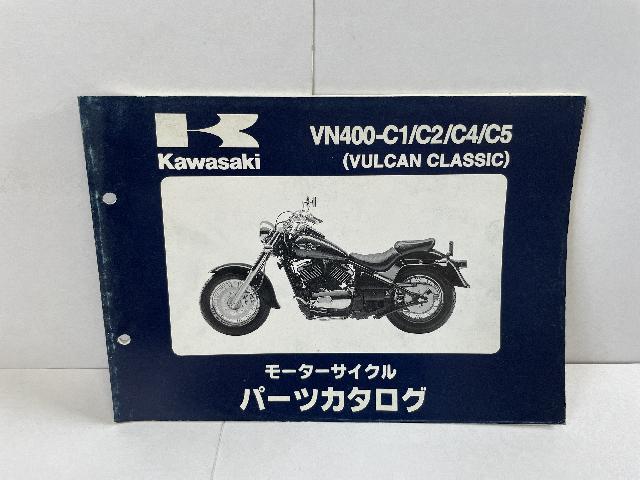 VN400-C1/C2/C4/C5
(VULCAN CLASSIC)
Kawasaki
モーターサイクル
パーツカタログ